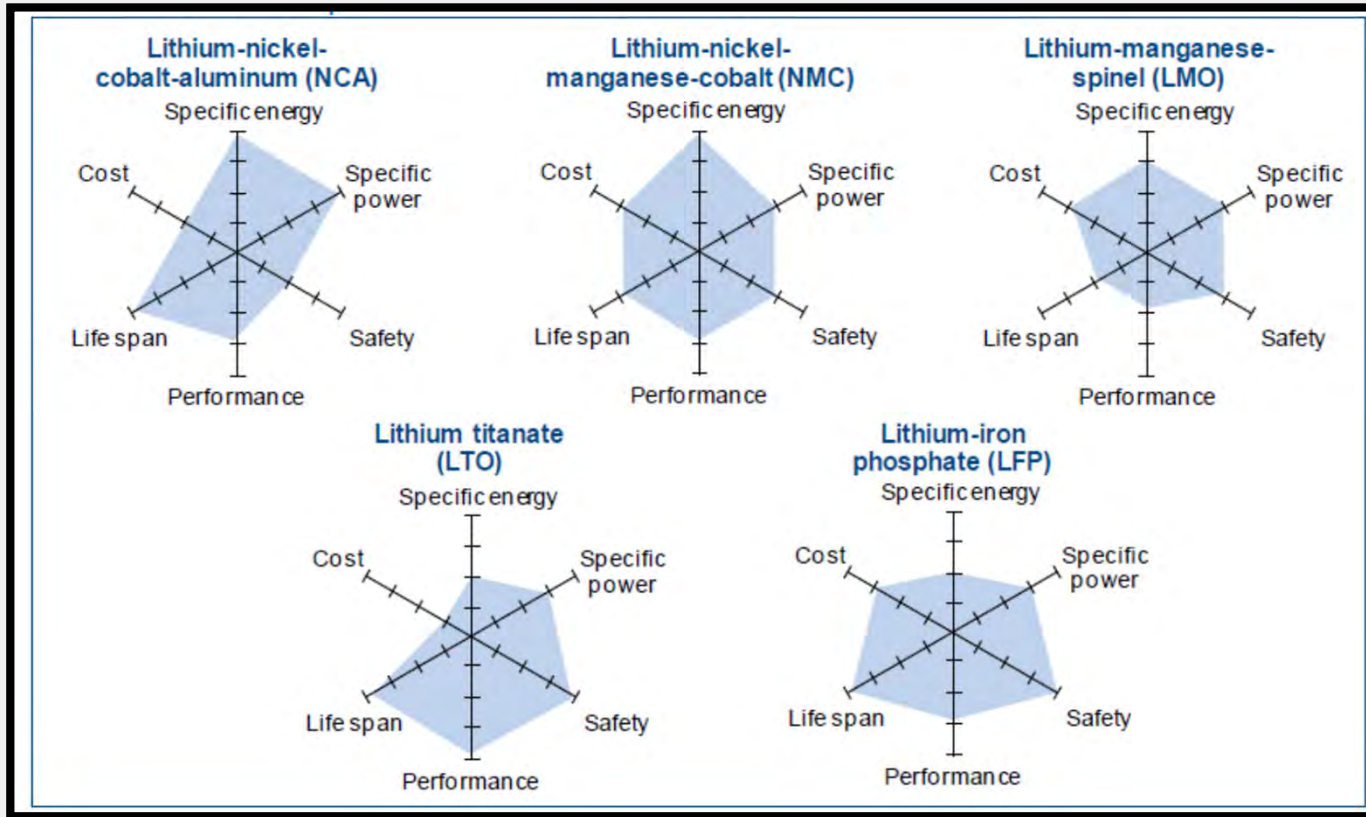 Lithium-nickel-
cobalt-aluminum (NCA)
Specific energy
Cost
Specific
power
Life span
Safety
Performance
Lithium-nickel-
manganese-cobalt (NMC)
Specific energy
Cost
Specific
power
Life span
Safety
Performance
Lithium-manganese-
spinel (LMO)
Specific energy
Cost
Specific
power
Life span
Safety
Performance
Lithium titanate
(LTO)
Specific energy
Cost
Specific
power
Life span
Safety
Performance
Lithium-iron
phosphate (LFP)
Specific energy
Cost
Specific
power
Life span
Safety
Performance